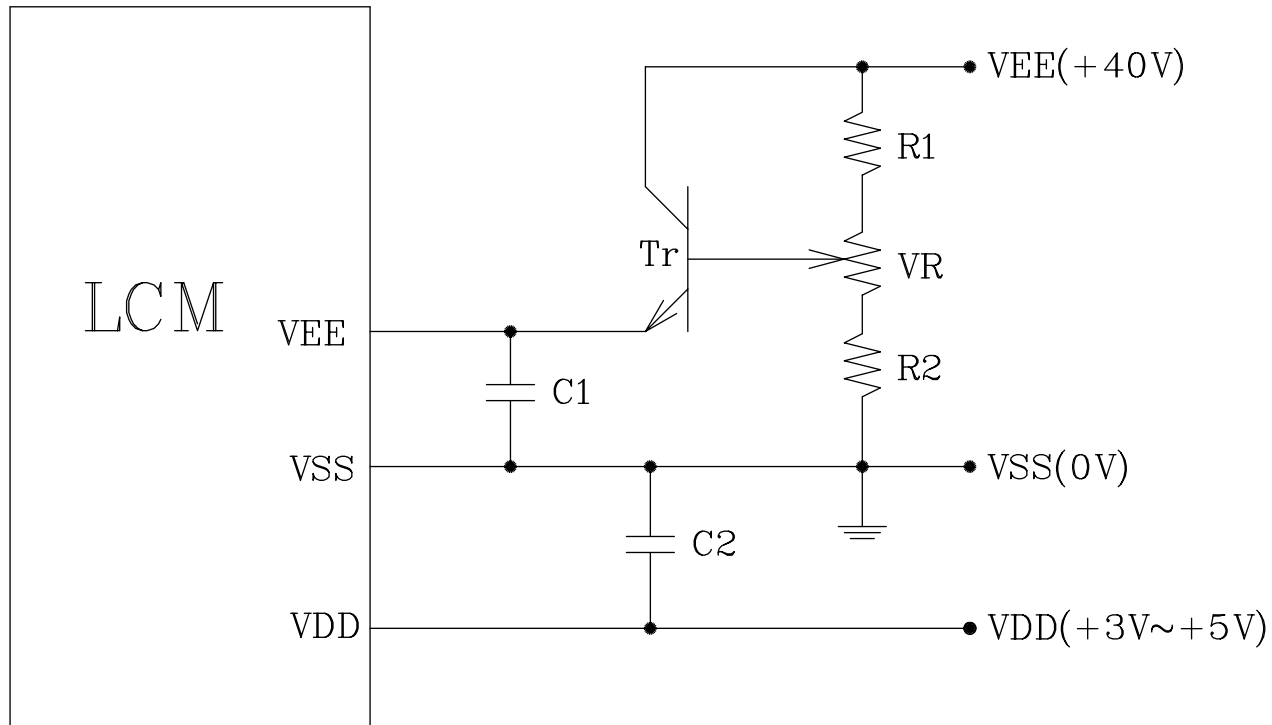 VEE(+40V)
R1
Tr
VR
LCM
VEE
R2
C1
VSS
VSS(0V)
C2
VDD
VDD(+3V~+5V)